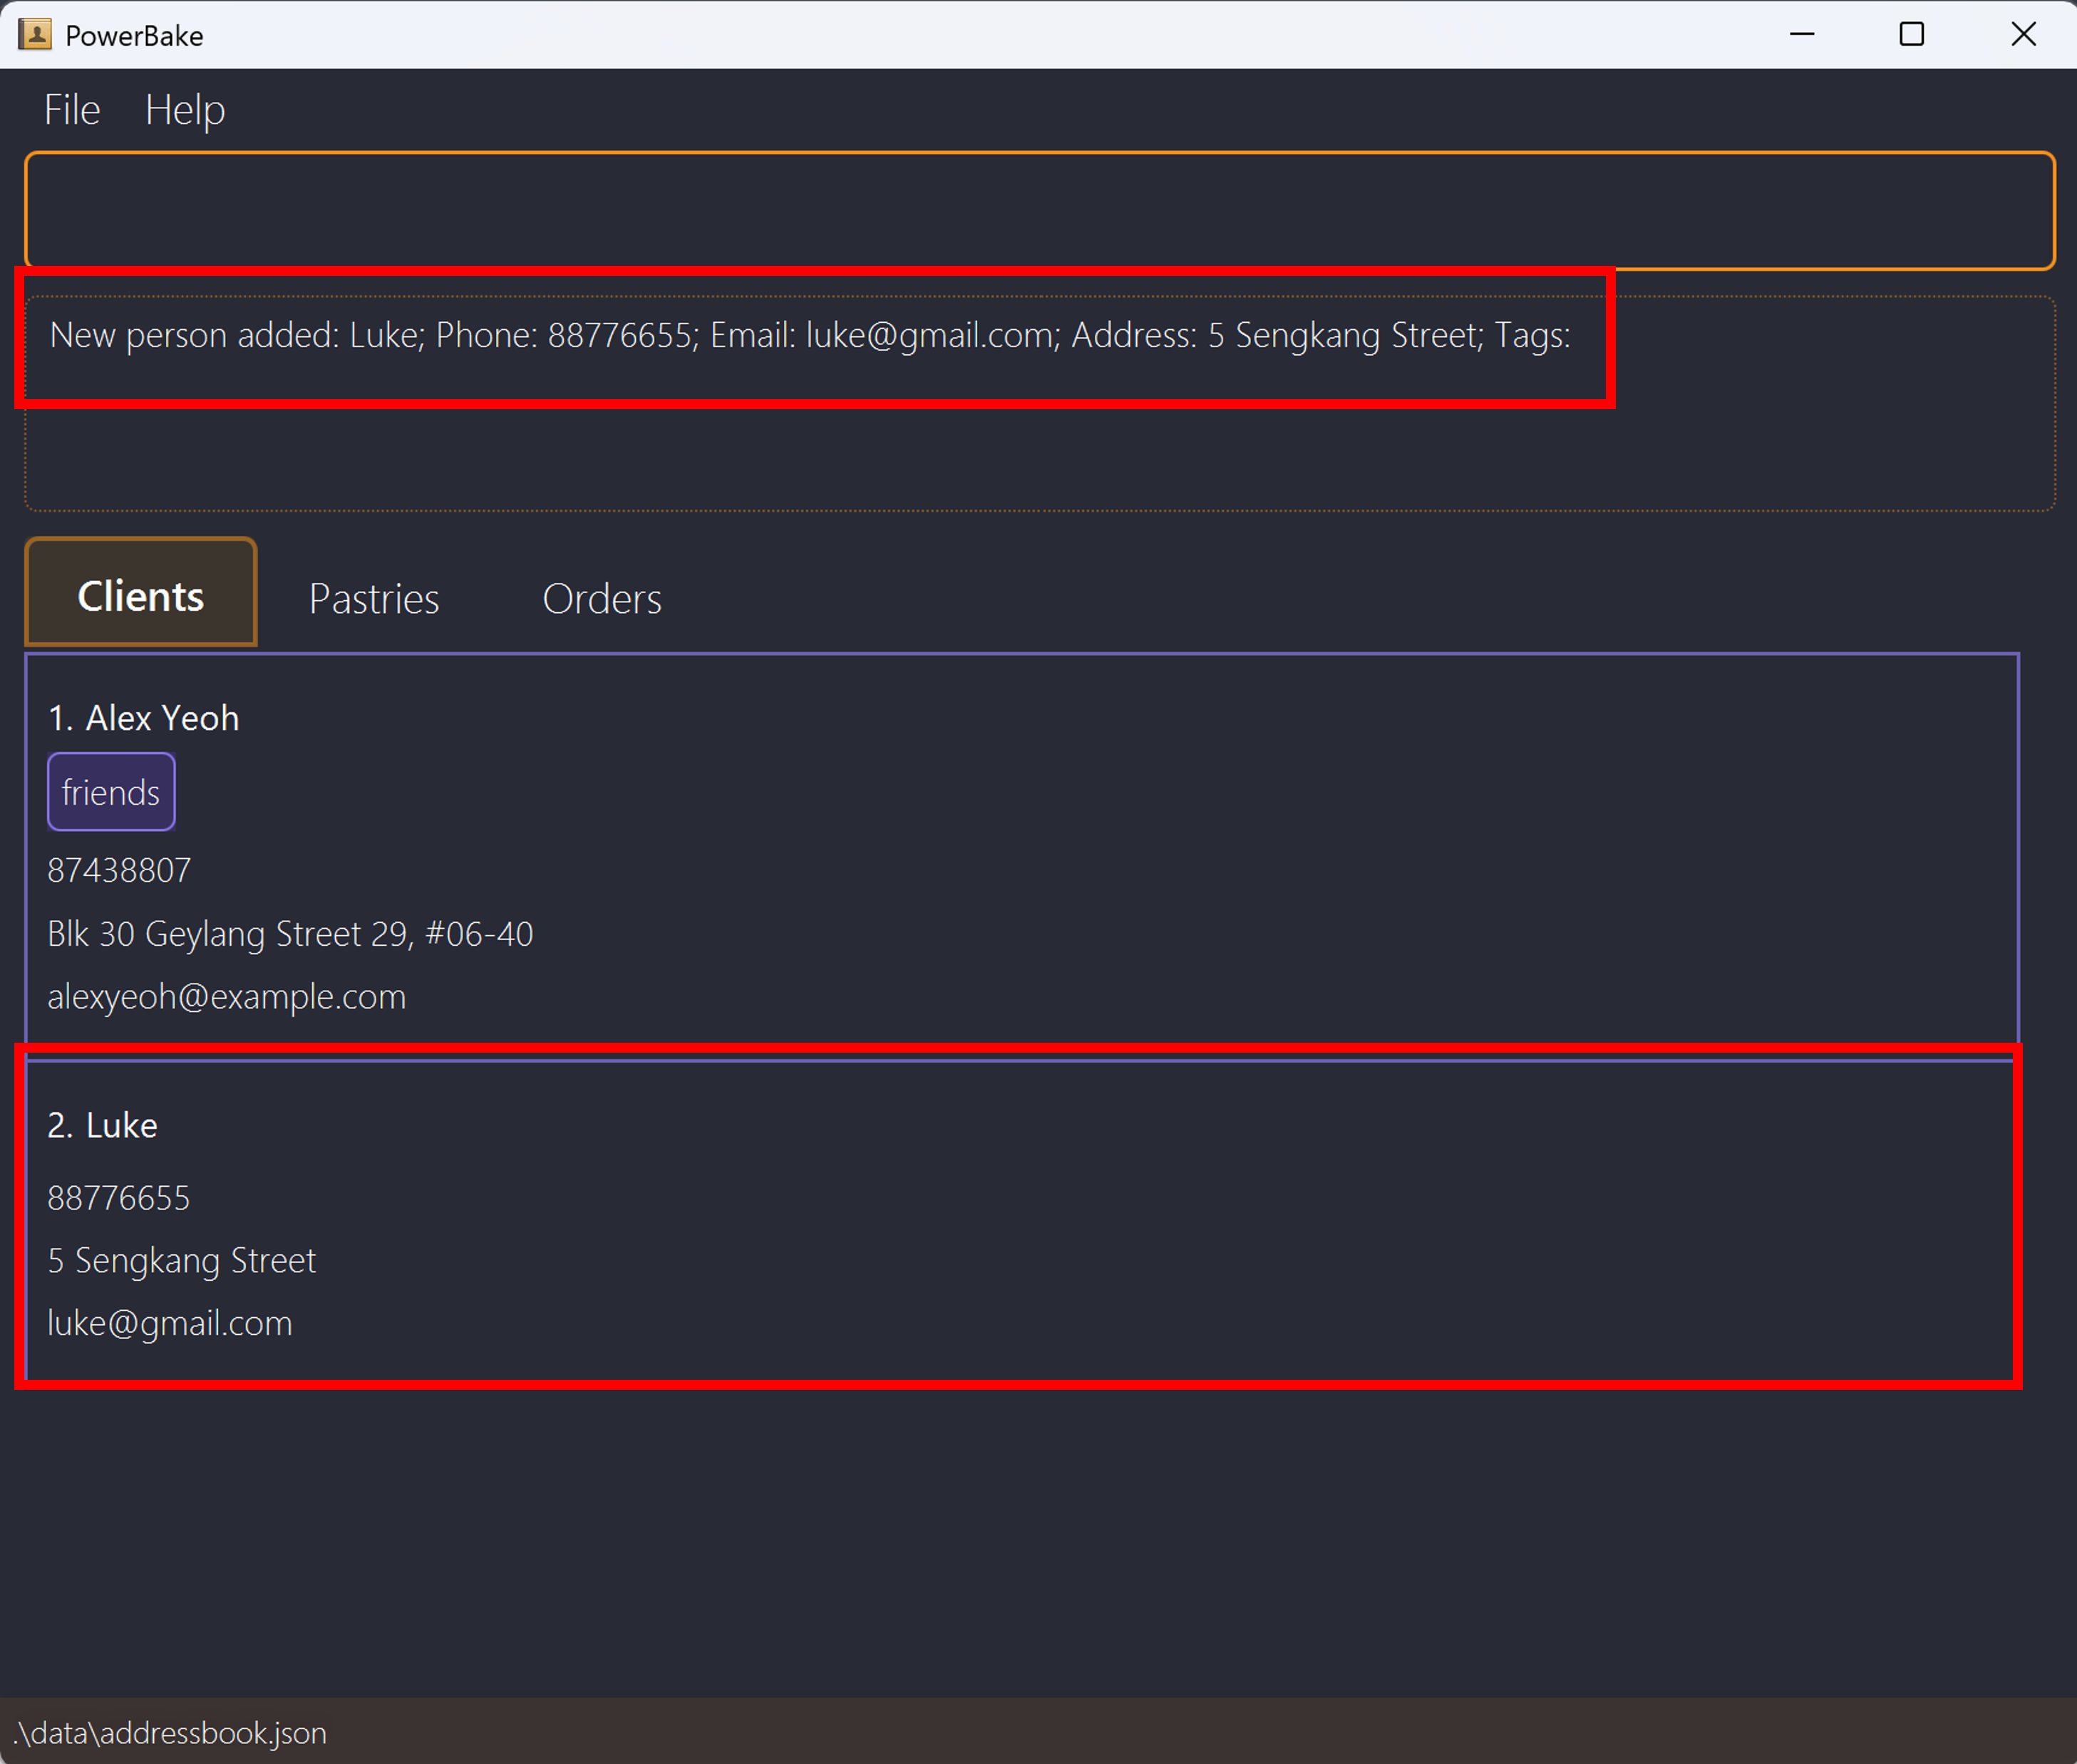 PowerBake
File Help
New person added: Luke; Phone: 88776655; Email: luke@gmail.com; Address: 5 Sengkang Street; Tags:
Clients Pastries Orders
1. Alex Yeoh
friends
87438807
Blk 30 Geylang Street 29, #06-40
alexyeoh@example.com
2. Luke
88776655
5 Sengkang Street
luke@gmail.com
.\data\addressbook.json